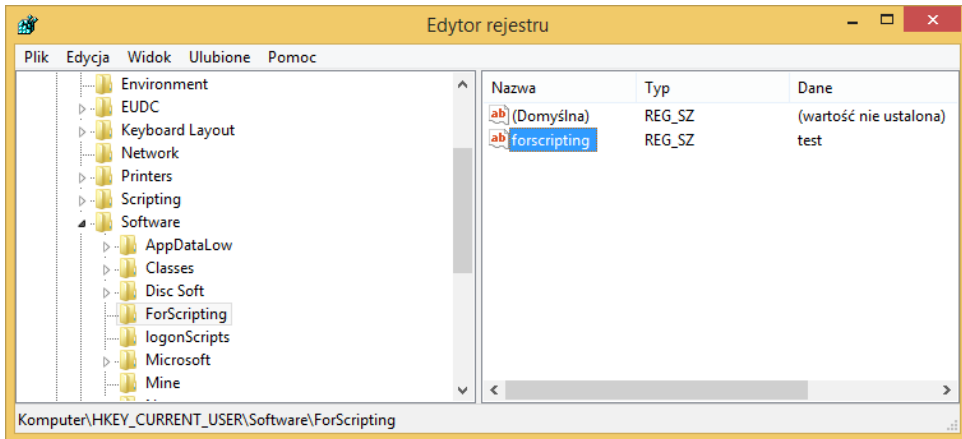 Edytor rejestru
Plik Edycja Widok Ulubione Pomoc
Environment
EUDC
Keyboard Layout
Network
Printers
Scripting
Software
AppDataLow
Classes
Disc Soft
ForScripting
logonScripts
Microsoft
Mine
Nazwa Typ Dane
ab (Domyślna) REG_SZ (wartość nie ustalona)
ab forscripting REG_SZ test
Komputer\HKEY_CURRENT_USER\Software\ForScripting